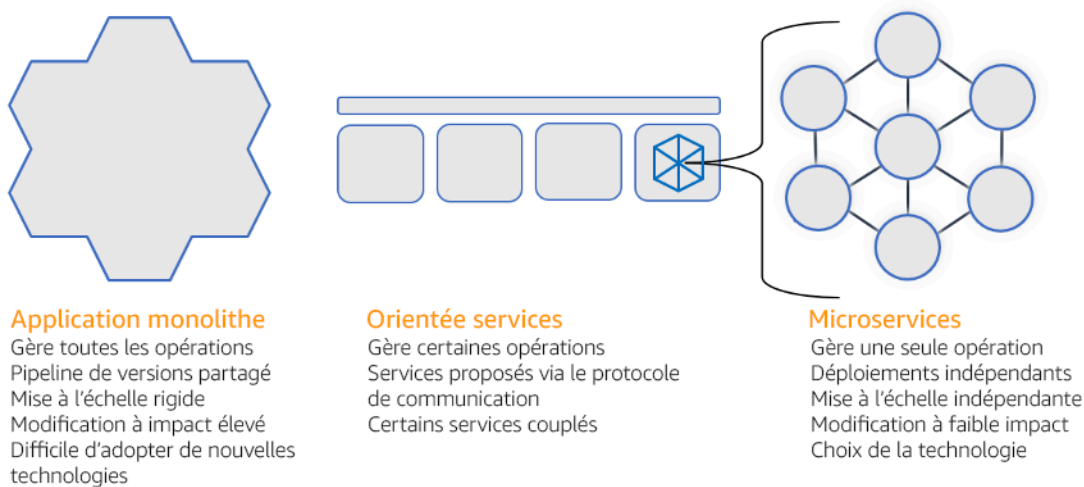 Application monolithe
Gère toutes les opérations
Pipeline de versions partagé
Mise à l'échelle rigide
Modification à impact élevé
Difficile d'adopter de nouvelles
technologies
Orientée services
Gère certaines opérations
Services proposés via le protocole
de communication
Certains services couplés
Microservices
Gère une seule opération
Déploiements indépendants
Mise à l'échelle indépendante
Modification à faible impact
Choix de la technologie